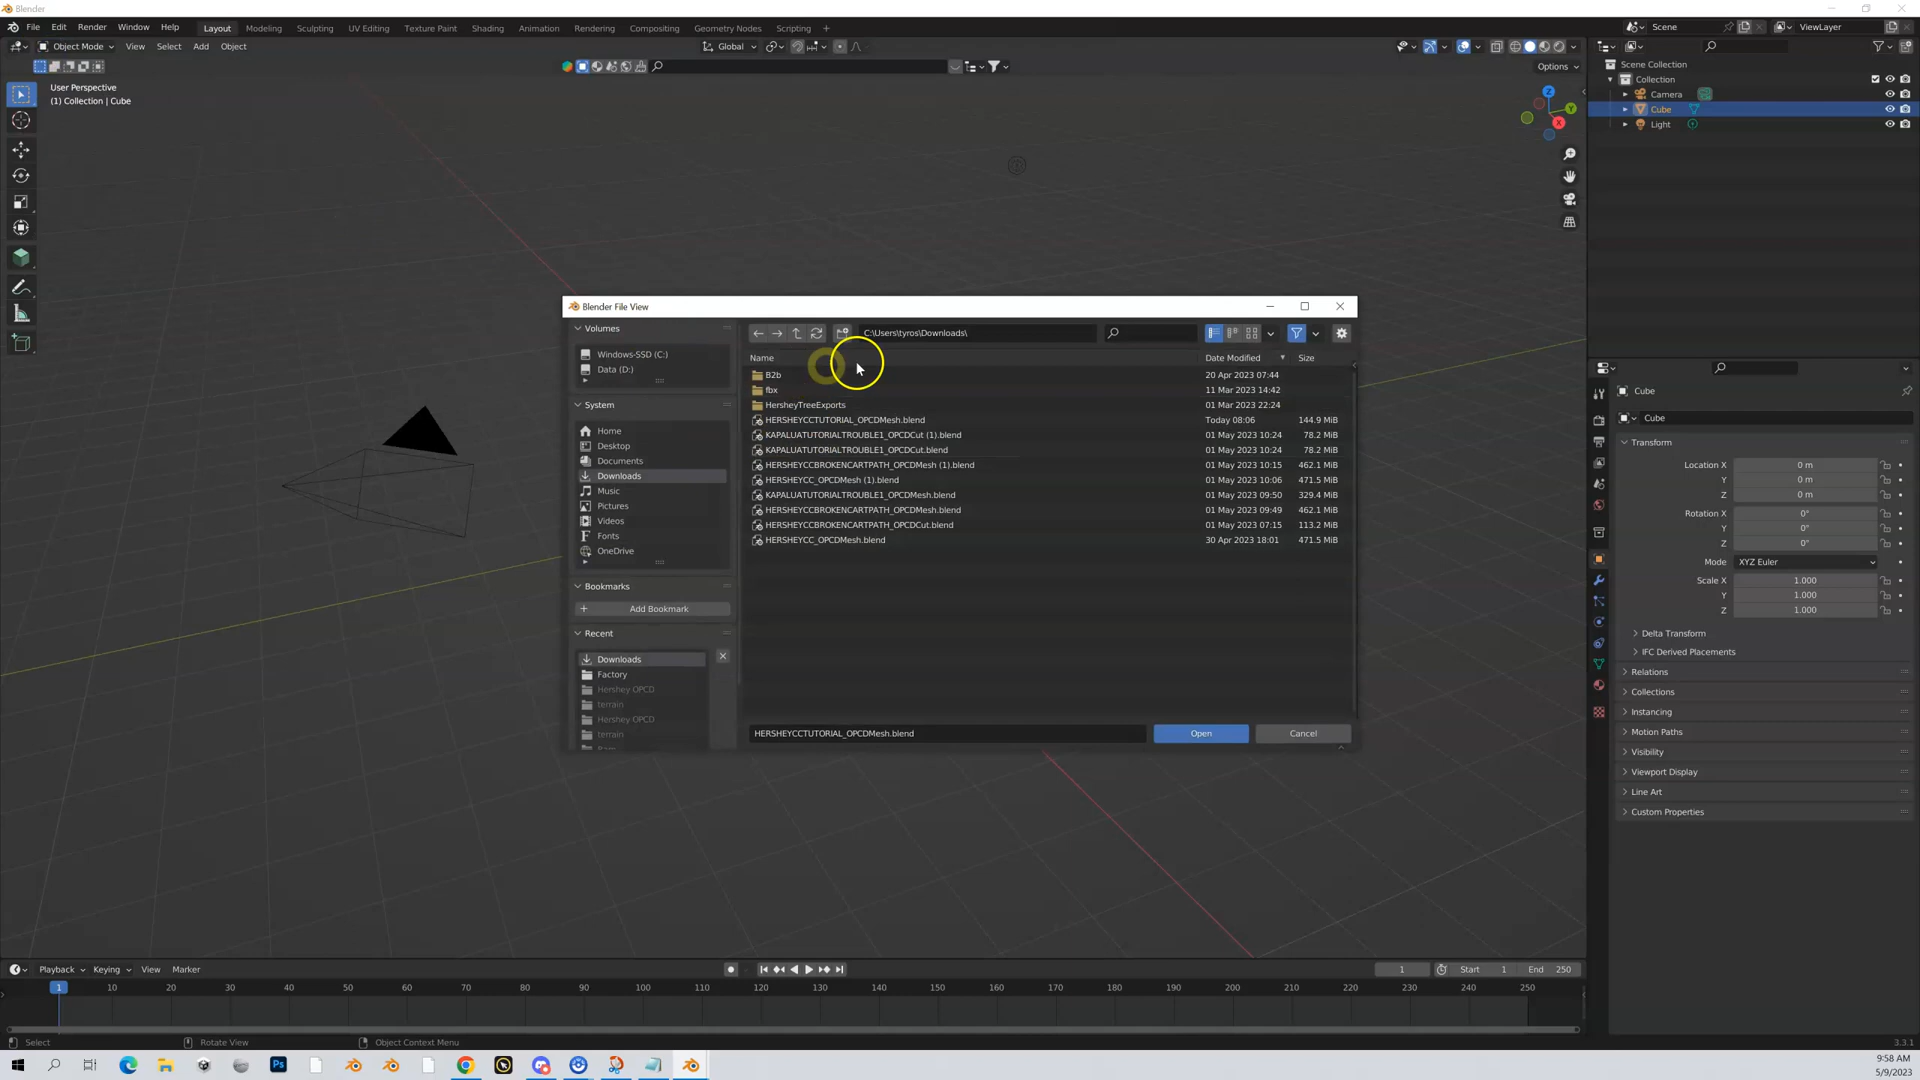 Blender
File Edit Render Window Help Layout Modeling Sculpting UV Editing Texture Paint Shading Animation Rendering Compositing Geometry Nodes Scripting + Scene ViewLayer
Object Mode View Select Add Object Global
Options
User Perspective
(1) Collection | Cube
Z
Y
X
Scene Collection
Collection
Camera
Cube
Light
Blender File View
Volumes
Windows-SSD (C:)
Data (D:)
System
Home
Desktop
Documents
Downloads
Music
Pictures
Videos
Fonts
OneDrive
Bookmarks
Add Bookmark
Recent
Downloads
Factory
Hershey OPCD
terrain
Hershey OPCD
terrain
C:\Users\tyros\Downloads\
Name Date Modified Size
B2b 20 Apr 2023 07:44
fbx 11 Mar 2023 14:42
HersheyTreeExports 01 Mar 2023 22:24
HERSHEYCCTUTORIAL_OPCDMesh.blend Today 08:06 144.9 MiB
KAPALUATUTORIALTROUBLE1_OPCDCut (1).blend 01 May 2023 10:24 78.2 MiB
KAPALUATUTORIALTROUBLE1_OPCDCut.blend 01 May 2023 10:24 78.2 MiB
HERSHEYCCBROKENCARTPATH_OPCDMesh (1).blend 01 May 2023 10:15 462.1 MiB
HERSHEYCC_OPCDMesh (1).blend 01 May 2023 10:06 471.5 MiB
KAPALUATUTORIALTROUBLE1_OPCDMesh.blend 01 May 2023 09:50 329.4 MiB
HERSHEYCCBROKENCARTPATH_OPCDMesh.blend 01 May 2023 09:49 462.1 MiB
HERSHEYCCBROKENCARTPATH_OPCDCut.blend 01 May 2023 07:15 113.2 MiB
HERSHEYCC_OPCDMesh.blend 30 Apr 2023 18:01 471.5 MiB
HERSHEYCCTUTORIAL_OPCDMesh.blend Open Cancel
Cube
Cube
Transform
Location X 0 m
Y 0 m
Z 0 m
Rotation X 0°
Y 0°
Z 0°
Mode XYZ Euler
Scale X 1.000
Y 1.000
Z 1.000
Delta Transform
IFC Derived Placements
Relations
Collections
Instancing
Motion Paths
Visibility
Viewport Display
Line Art
Custom Properties
Playback Keying View Marker 1 Start 1 End 250
1 10 20 30 40 50 60 70 80 90 100 110 120 130 140 150 160 170 180 190 200 210 220 230 240 250
Select Rotate View Object Context Menu 3.3.1
Ps
9:58 AM
5/9/2023